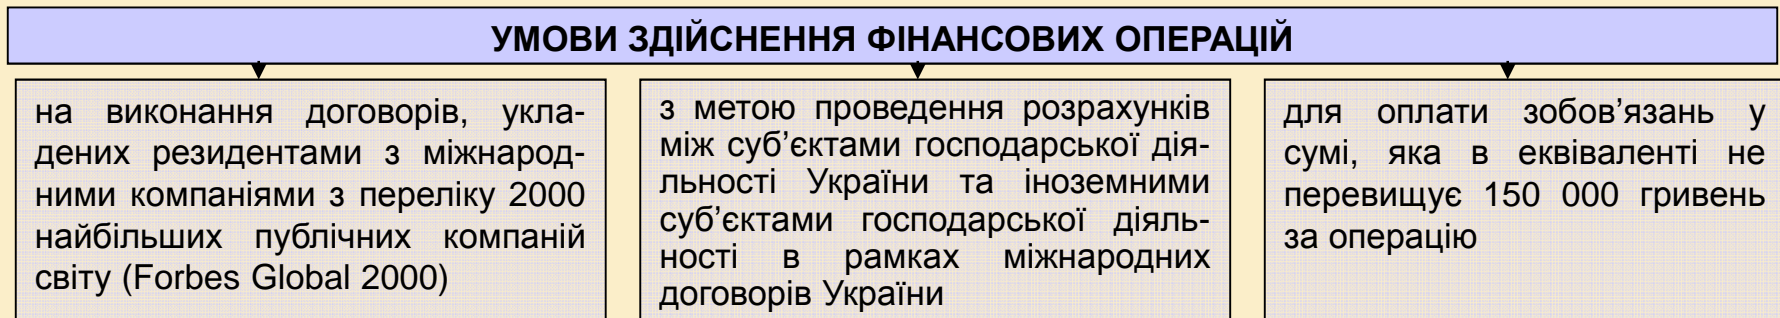 УМОВИ ЗДІЙСНЕННЯ ФІНАНСОВИХ ОПЕРАЦІЙ
на виконання договорів, укла-
дених резидентами з міжнарод-
ними компаніями з переліку 2000
найбільших публічних компаній
світу (Forbes Global 2000)
з метою проведення розрахунків
між суб’єктами господарської дія-
льності України та іноземними
суб’єктами господарської діяль-
ності в рамках міжнародних
договорів України
для оплати зобов’язань у
сумі, яка в еквіваленті не
перевищує 150 000 гривень
за операцію